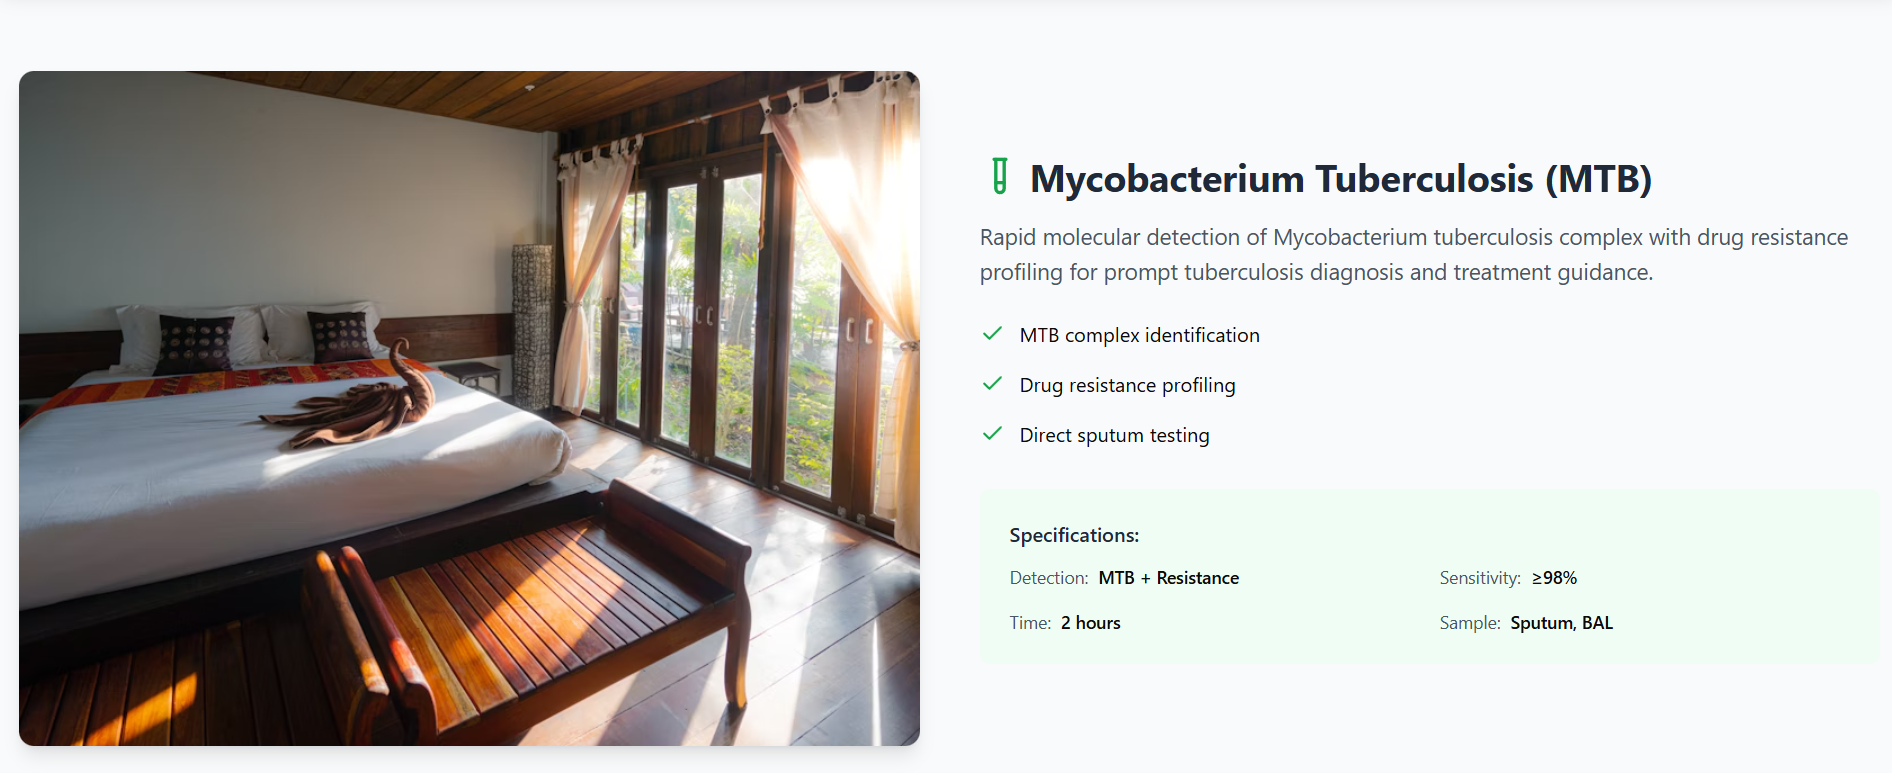 Mycobacterium Tuberculosis (MTB)
Rapid molecular detection of Mycobacterium tuberculosis complex with drug resistance
profiling for prompt tuberculosis diagnosis and treatment guidance.
MTB complex identification
Drug resistance profiling
Direct sputum testing
Specifications:
Detection: MTB + Resistance
Sensitivity: ≥98%
Time: 2 hours
Sample: Sputum, BAL